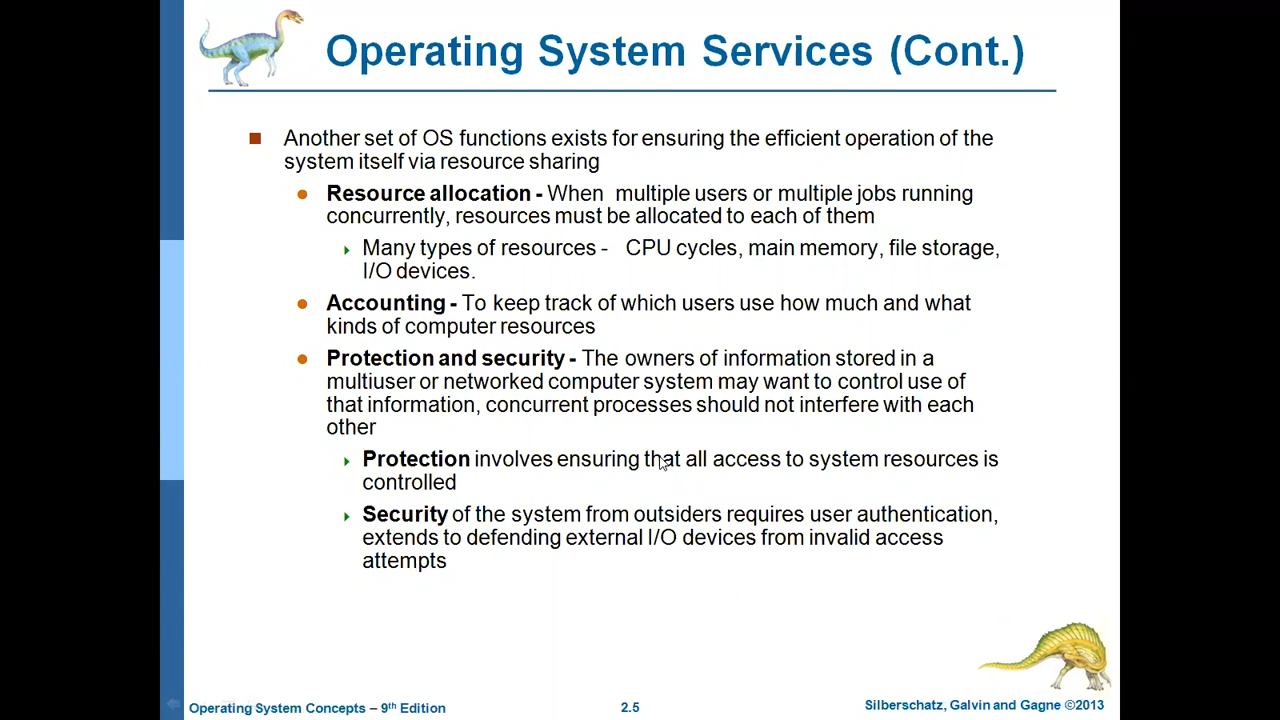 Operating System Services (Cont.)
Another set of OS functions exists for ensuring the efficient operation of the
system itself via resource sharing
Resource allocation - When multiple users or multiple jobs running
concurrently, resources must be allocated to each of them
Many types of resources - CPU cycles, main memory, file storage,
I/O devices.
Accounting - To keep track of which users use how much and what
kinds of computer resources
Protection and security - The owners of information stored in a
multiuser or networked computer system may want to control use of
that information, concurrent processes should not interfere with each
other
Protection involves ensuring that all access to system resources is
controlled
Security of the system from outsiders requires user authentication,
extends to defending external I/O devices from invalid access
attempts
Operating System Concepts – 9th Edition
2.5
Silberschatz, Galvin and Gagne ©2013